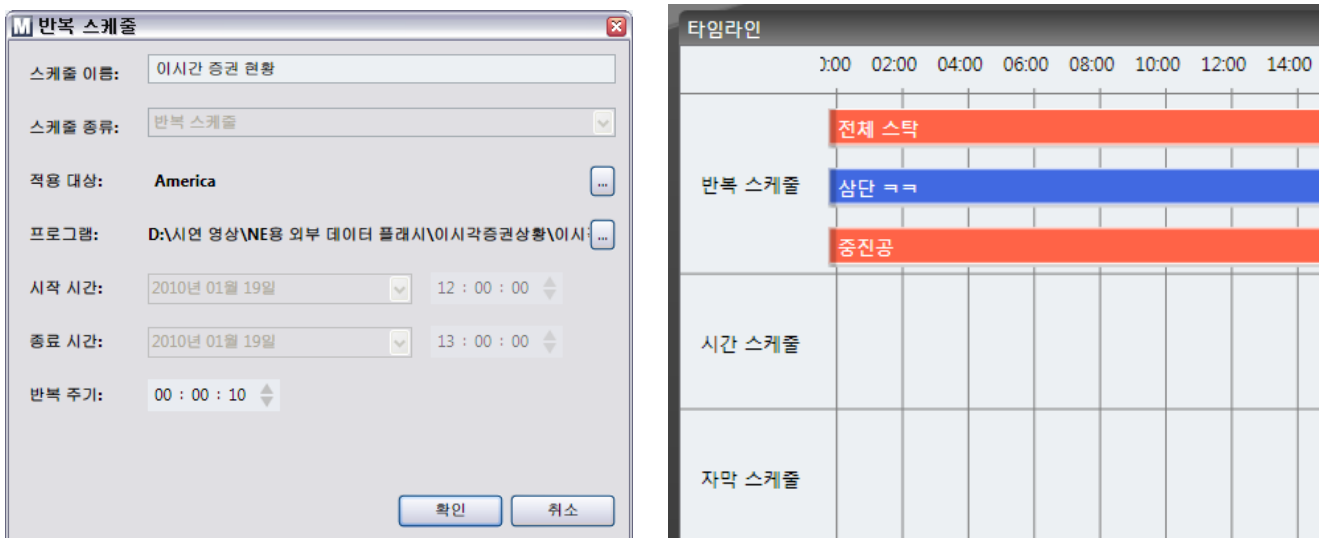 M 반복 스케줄
스케줄 이름: 이시간 증권 현황
스케줄 종류: 반복 스케줄
적용 대상: America ...
프로그램: D:\시연 영상\NE용 외부 데이터 플래시\이시각증권상황\이시 ...
시작 시간: 2010년 01월 19일 12 : 00 : 00
종료 시간: 2010년 01월 19일 13 : 00 : 00
반복 주기: 00 : 00 : 10
확인 취소
타임라인
0:00 02:00 04:00 06:00 08:00 10:00 12:00 14:00
전체 스탁
반복 스케줄
삼단 ㅋㅋ
중진공
시간 스케줄
자막 스케줄